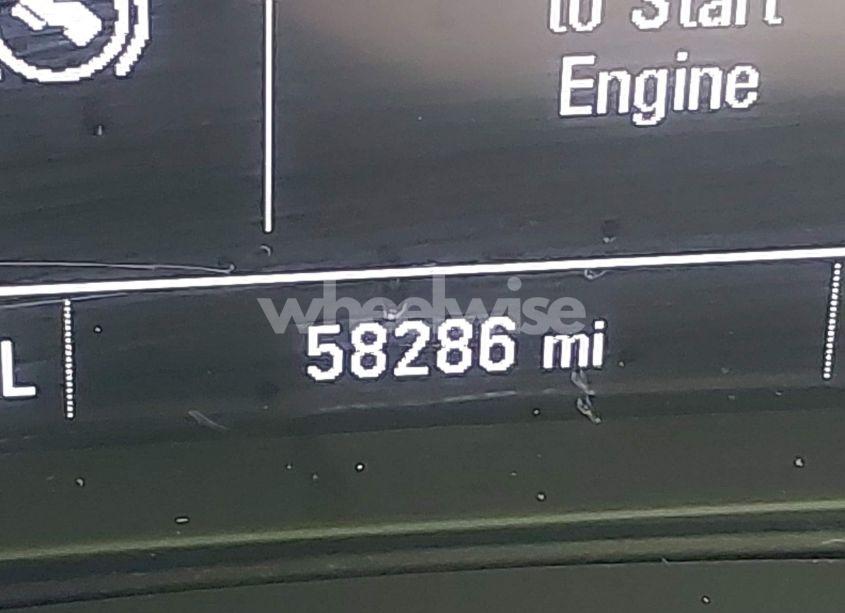 to Start
Engine
wheelwise
58286 mi
L